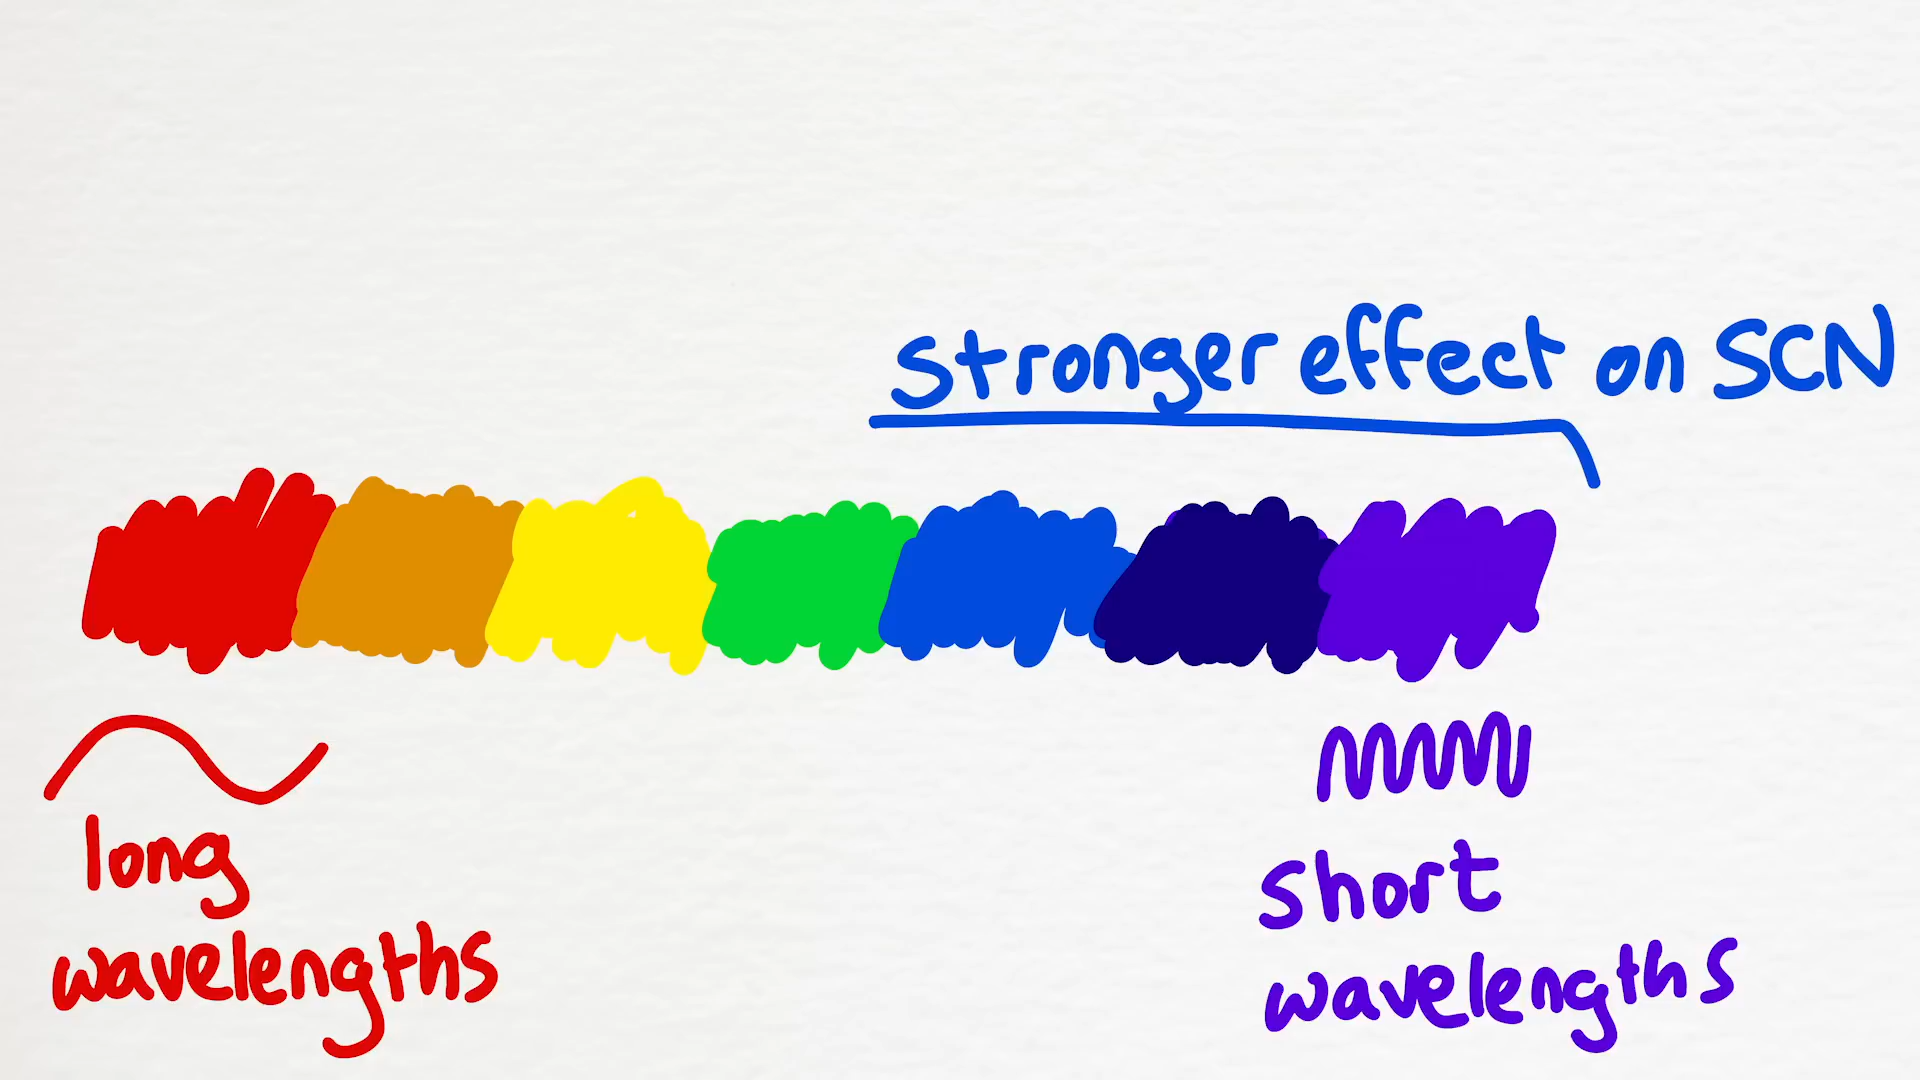 stronger effect on SCN
long
wavelengths
short
wavelengths